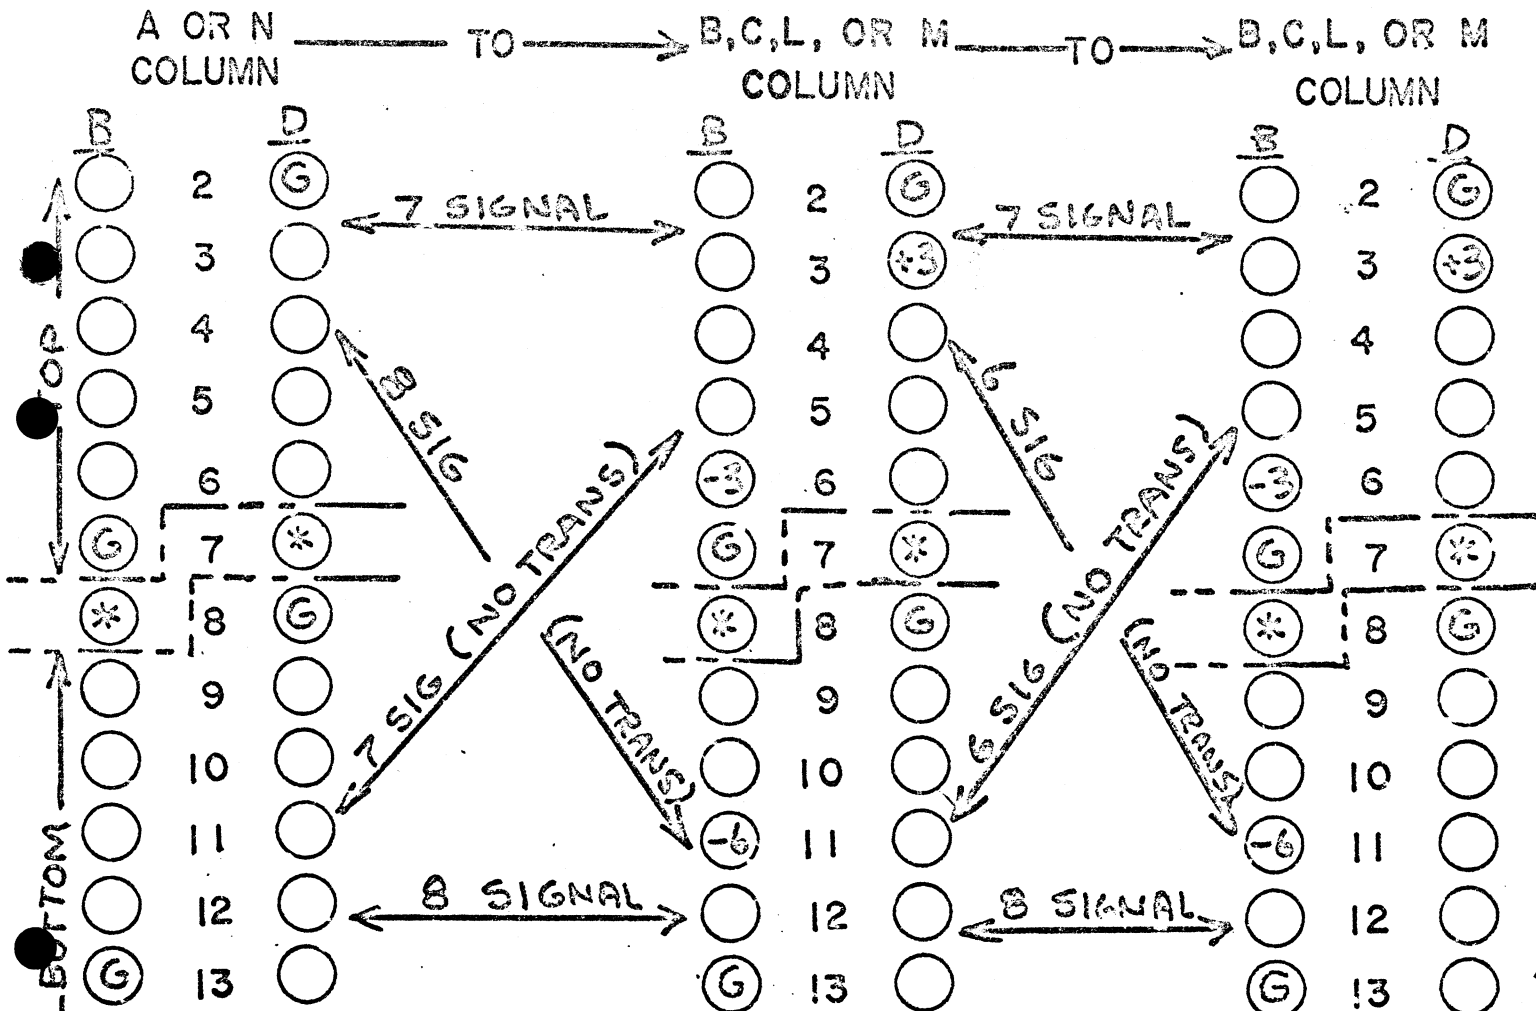 A OR N ——— TO ———→ B,C,L, OR M ——— TO ———→ B,C,L, OR M
COLUMN COLUMN COLUMN
B D B D B D
2 G 2 G 2 G
7 SIGNAL 7 SIGNAL
3 3 +3 3 +3
4 4 4
TOP
8 SIG 6 SIG
5 5 5
6 -3 6 -3 6
G 7 * G 7 * G 7 *
* 8 G * 8 G * 8 G
7 SIG (NO TRANS) 6 SIG (NO TRANS)
(NO TRANS) (NO TRANS)
9 9 9
10 10 10
11 -6 11 -6 11
BOTTOM
8 SIGNAL 8 SIGNAL
12 12 12
G 13 G 13 G 13